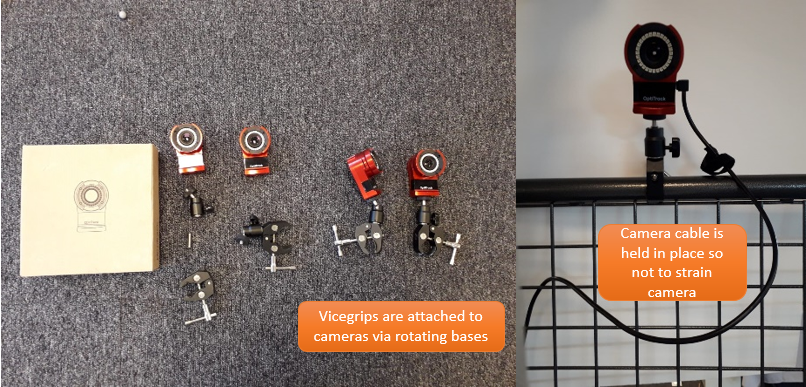 OptiTrack
Camera cable is
held in place so
not to strain
camera
Vicegrips are attached to
cameras via rotating bases